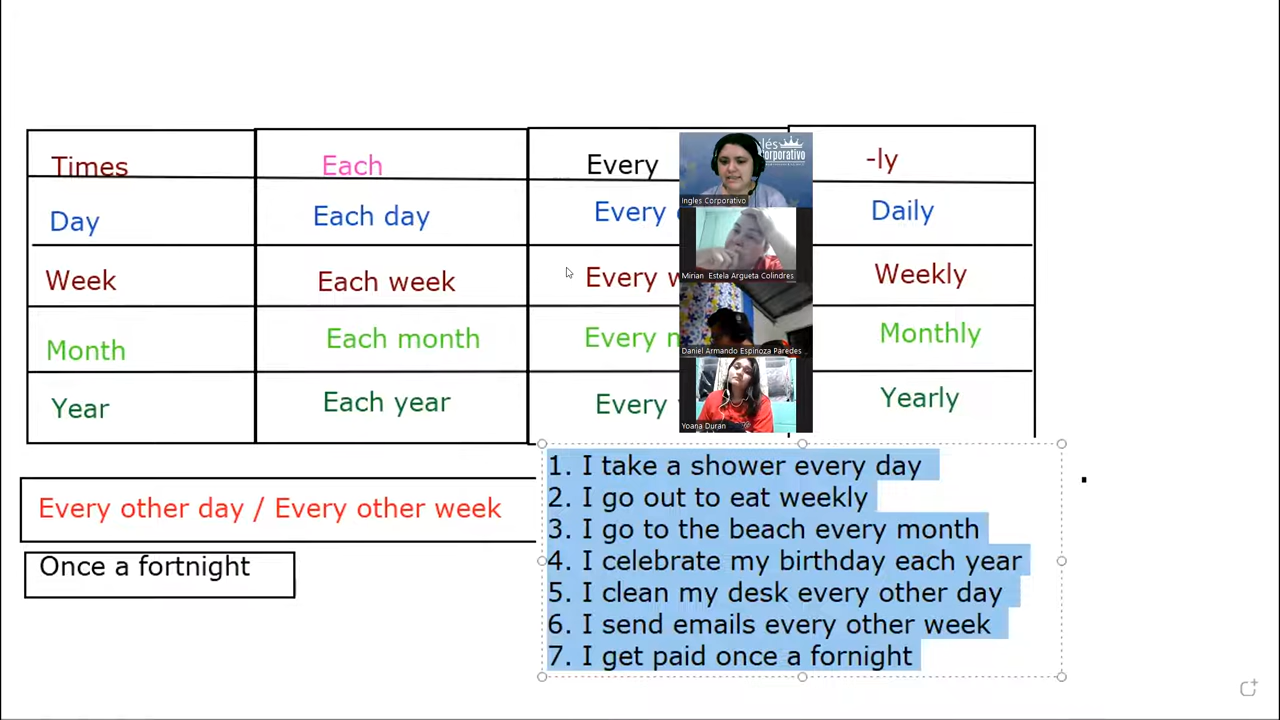 Times Each Every -ly
Day Each day Every Daily
Week Each week Every Weekly
Month Each month Every Monthly
Year Each year Every Yearly
Corporativo
Ingles Corporativo
Mirian Estela Argueta Colindres
Daniel Armando Espinoza Paredes
Yoana Duran
Every other day / Every other week
Once a fortnight
1. I take a shower every day
2. I go out to eat weekly
3. I go to the beach every month
4. I celebrate my birthday each year
5. I clean my desk every other day
6. I send emails every other week
7. I get paid once a fornight
.